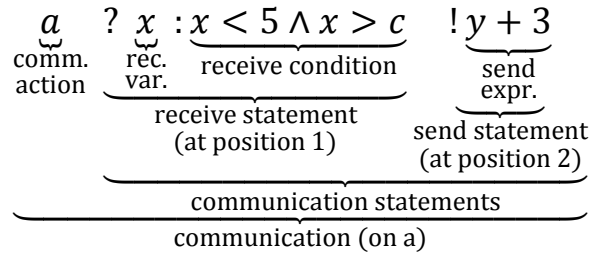 a ? x : x < 5 ∧ x > c ! y + 3
comm. action
rec. var.
receive condition
send expr.
receive statement
(at position 1)
send statement
(at position 2)
communication statements
communication (on a)